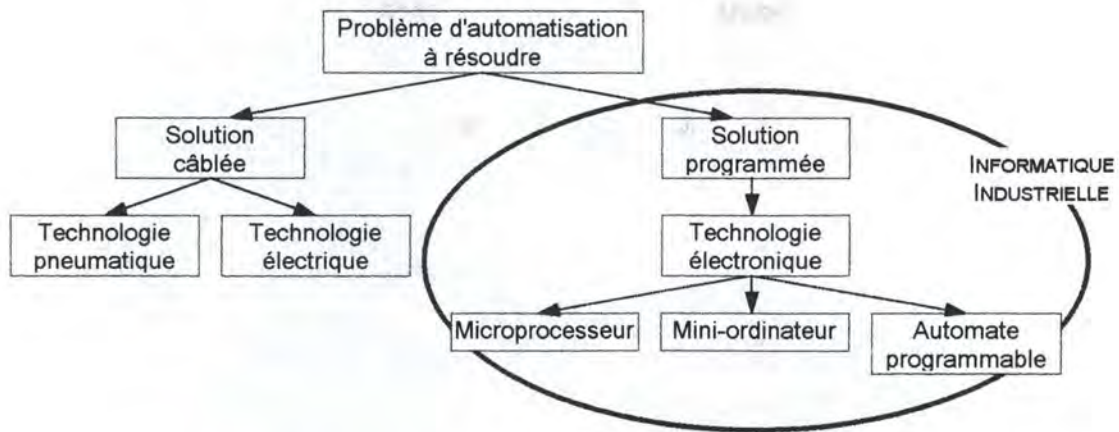 Problème d'automatisation
à résoudre
Solution
câblée
Solution
programmée
INFORMATIQUE
INDUSTRIELLE
Technologie
pneumatique
Technologie
électrique
Technologie
électronique
Microprocesseur
Mini-ordinateur
Automate
programmable